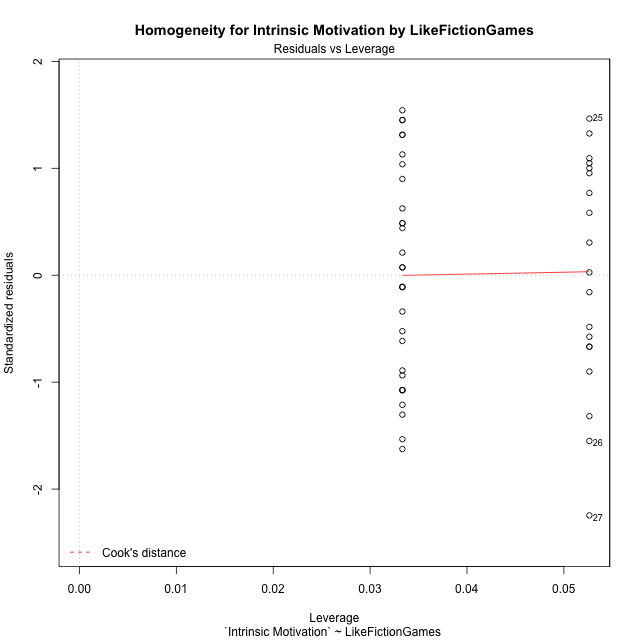 Homogeneity for Intrinsic Motivation by LikeFictionGames
Residuals vs Leverage
2
1
0
-1
-2
Standardized residuals
25
26
27
Cook's distance
0.00 0.01 0.02 0.03 0.04 0.05
Leverage
`Intrinsic Motivation` ~ LikeFictionGames